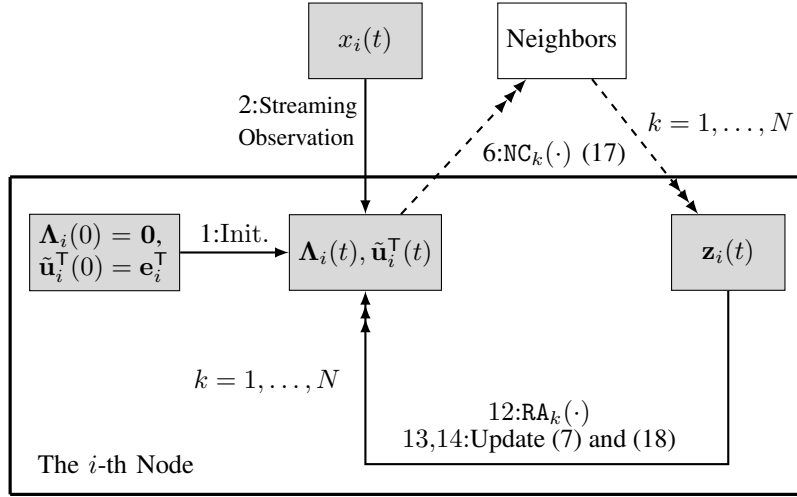 x_i(t)
Neighbors
2:Streaming
Observation
k = 1, . . . , N
6:NC_k(·) (17)
Λ_i(0) = 0,
ũ_i^T(0) = e_i^T
1:Init.
Λ_i(t), ũ_i^T(t)
z_i(t)
k = 1, . . . , N
12:RA_k(·)
13,14:Update (7) and (18)
The i-th Node